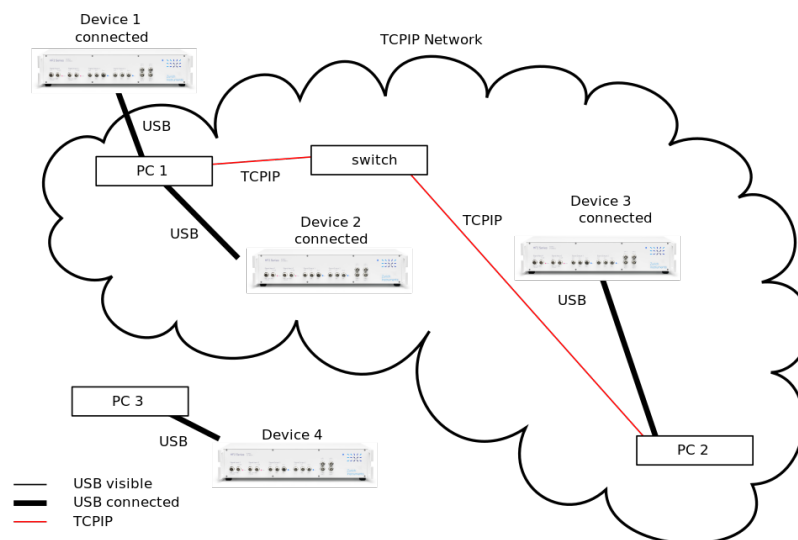 Device 1
connected
TCPIP Network
USB
PC 1
switch
TCPIP
USB
Device 2
connected
TCPIP
Device 3
connected
USB
PC 3
USB
Device 4
PC 2
USB visible
USB connected
TCPIP